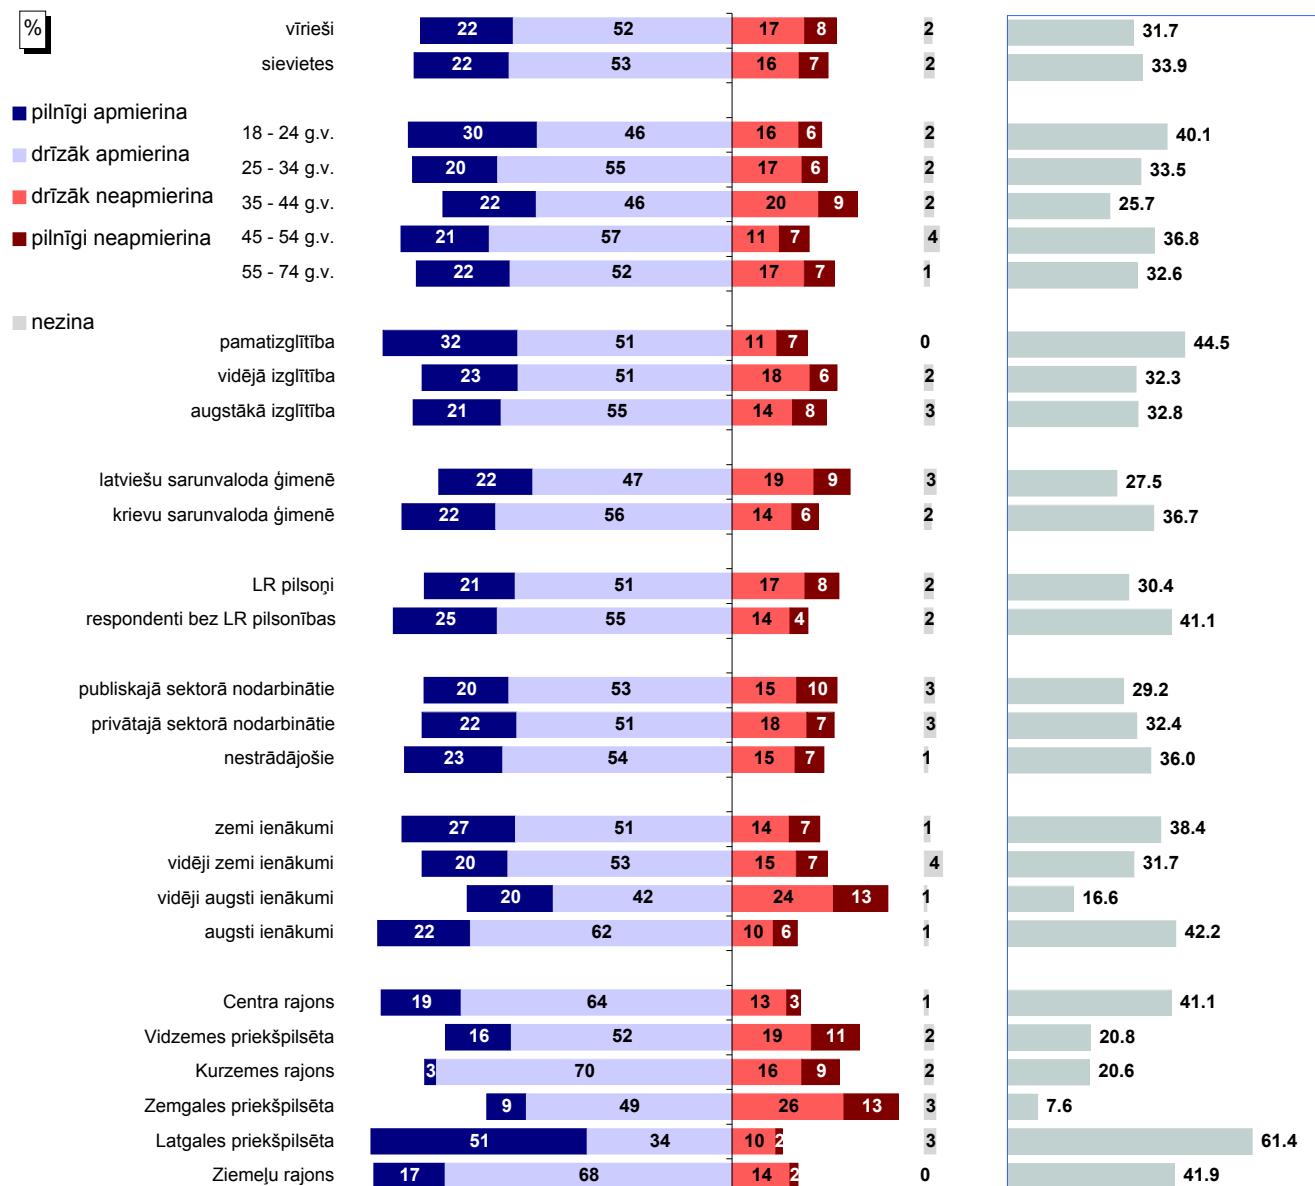 %
pilnīgi apmierina
drīzāk apmierina
drīzāk neapmierina
pilnīgi neapmierina
nezina
vīrieši 22 52 17 8 2 31.7
sievietes 22 53 16 7 2 33.9
18 - 24 g.v. 30 46 16 6 2 40.1
25 - 34 g.v. 20 55 17 6 2 33.5
35 - 44 g.v. 22 46 20 9 2 25.7
45 - 54 g.v. 21 57 11 7 4 36.8
55 - 74 g.v. 22 52 17 7 1 32.6
pamatizglītība 32 51 11 7 0 44.5
vidējā izglītība 23 51 18 6 2 32.3
augstākā izglītība 21 55 14 8 3 32.8
latviešu sarunvaloda ģimenē 22 47 19 9 3 27.5
krievu sarunvaloda ģimenē 22 56 14 6 2 36.7
LR pilsoņi 21 51 17 8 2 30.4
respondenti bez LR pilsonības 25 55 14 4 2 41.1
publiskajā sektorā nodarbinātie 20 53 15 10 3 29.2
privātajā sektorā nodarbinātie 22 51 18 7 3 32.4
nestrādājošie 23 54 15 7 1 36.0
zemi ienākumi 27 51 14 7 1 38.4
vidēji zemi ienākumi 20 53 15 7 4 31.7
vidēji augsti ienākumi 20 42 24 13 1 16.6
augsti ienākumi 22 62 10 6 1 42.2
Centra rajons 19 64 13 3 1 41.1
Vidzemes priekšpilsēta 16 52 19 11 2 20.8
Kurzemes rajons 3 70 16 9 2 20.6
Zemgales priekšpilsēta 9 49 26 13 3 7.6
Latgales priekšpilsēta 51 34 10 2 3 61.4
Ziemeļu rajons 17 68 14 2 0 41.9